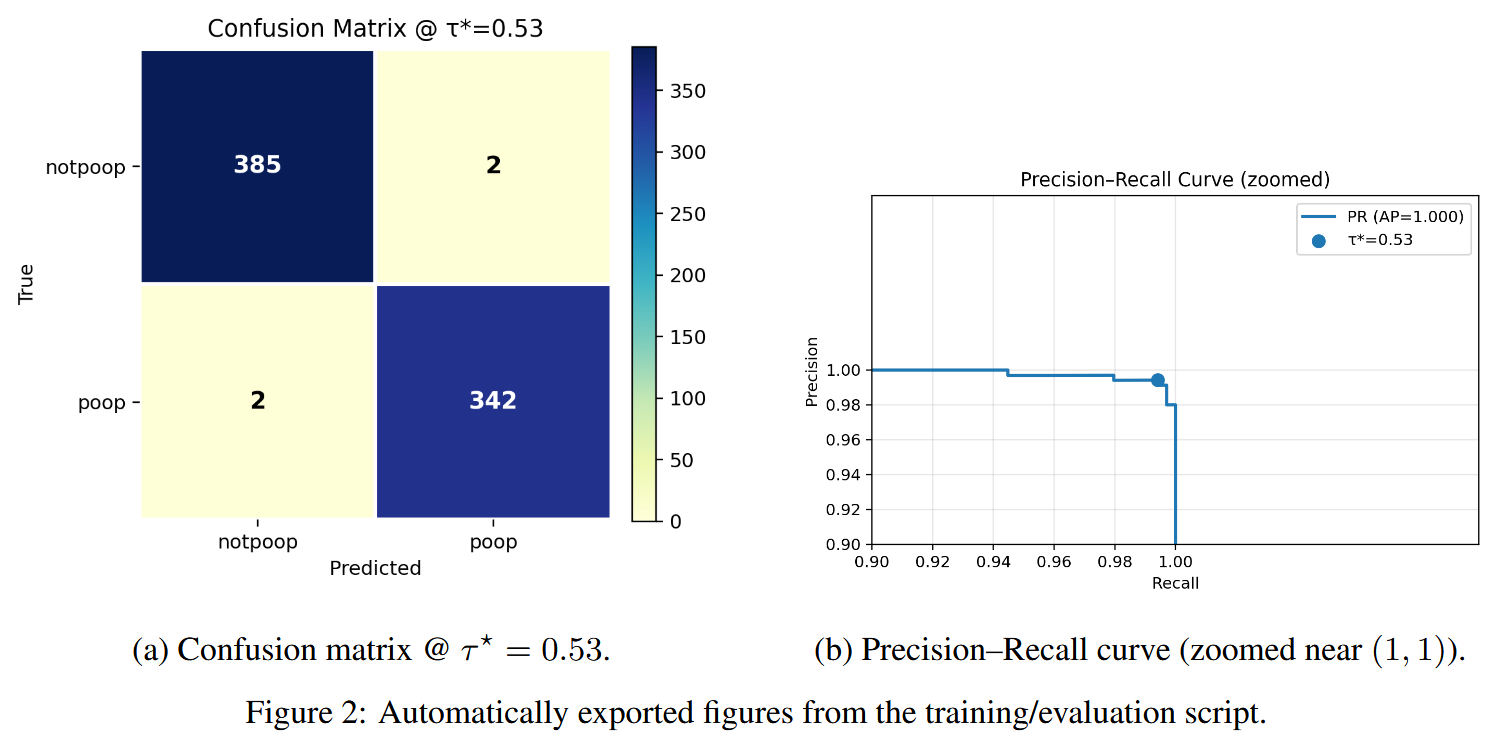 Confusion Matrix @ τ*=0.53
True
notpoop
poop
385
2
2
342
notpoop
poop
Predicted
350
300
250
200
150
100
50
0
Precision–Recall Curve (zoomed)
PR (AP=1.000)
τ*=0.53
Precision
1.00
0.98
0.96
0.94
0.92
0.90
0.90
0.92
0.94
0.96
0.98
1.00
Recall
(a) Confusion matrix @ τ⋆ = 0.53.
(b) Precision–Recall curve (zoomed near (1, 1)).
Figure 2: Automatically exported figures from the training/evaluation script.